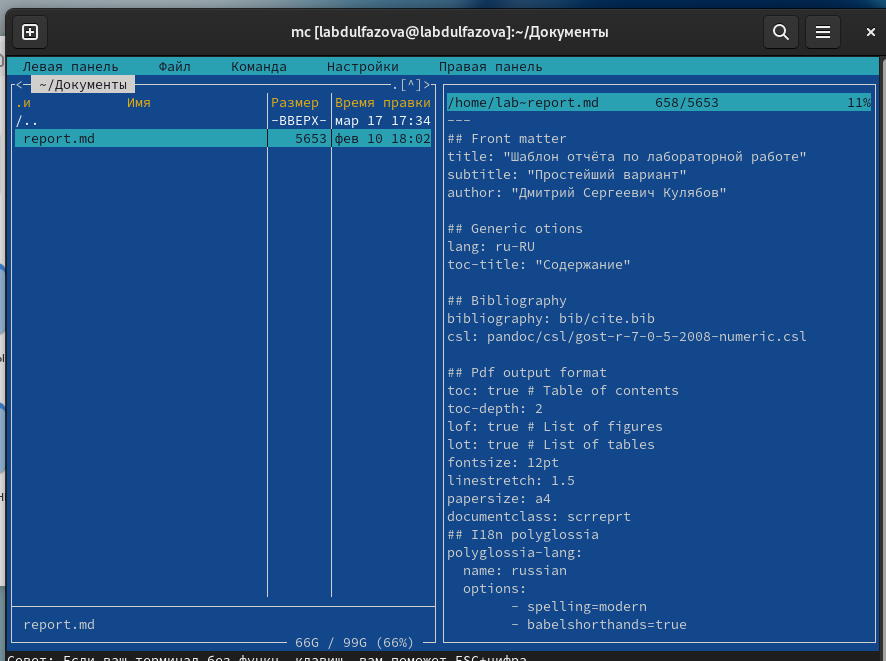 mc [labdulfazova@labdulfazova]:~/Документы
Левая панель Файл Команда Настройки Правая панель
<─ ~/Документы .[^]>
.и Имя Размер Время правки
/.. -ВВЕРХ- мар 17 17:34
report.md 5653 фев 10 18:02
report.md
66G / 99G (66%)
/home/lab~report.md 658/5653 11%
---
## Front matter
title: "Шаблон отчёта по лабораторной работе"
subtitle: "Простейший вариант"
author: "Дмитрий Сергеевич Кулябов"
## Generic otions
lang: ru-RU
toc-title: "Содержание"
## Bibliography
bibliography: bib/cite.bib
csl: pandoc/csl/gost-r-7-0-5-2008-numeric.csl
## Pdf output format
toc: true # Table of contents
toc-depth: 2
lof: true # List of figures
lot: true # List of tables
fontsize: 12pt
linestretch: 1.5
papersize: a4
documentclass: scrreprt
## I18n polyglossia
polyglossia-lang:
name: russian
options:
- spelling=modern
- babelshorthands=true
Совет: Если ваш терминал без функц. клавиш, вам поможет ESC+цифра